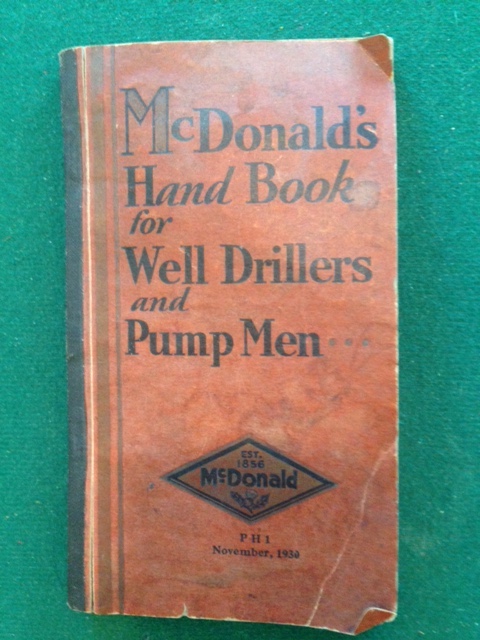 McDonald's
Hand Book
for
Well Drillers
and
Pump Men...
EST.
1856
McDonald
PH1
November, 1930